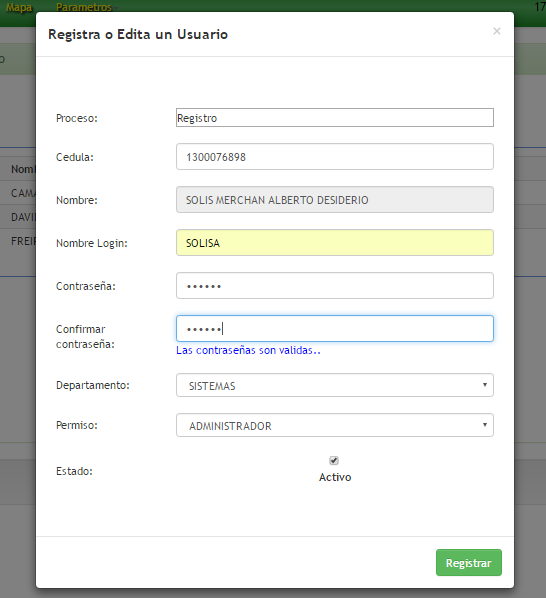 Mapa Parametros 17
Registra o Edita un Usuario ×
O
Proceso: Registro
Cedula: 1300076898
Nombre: SOLIS MERCHAN ALBERTO DESIDERIO
Nombre Login: SOLISA
Contraseña: ••••••
Confirmar contraseña: ••••••
Las contraseñas son validas..
Departamento: SISTEMAS
Permiso: ADMINISTRADOR
Estado:
Activo
Registrar
Nom
CAMA
DAVI
FREI